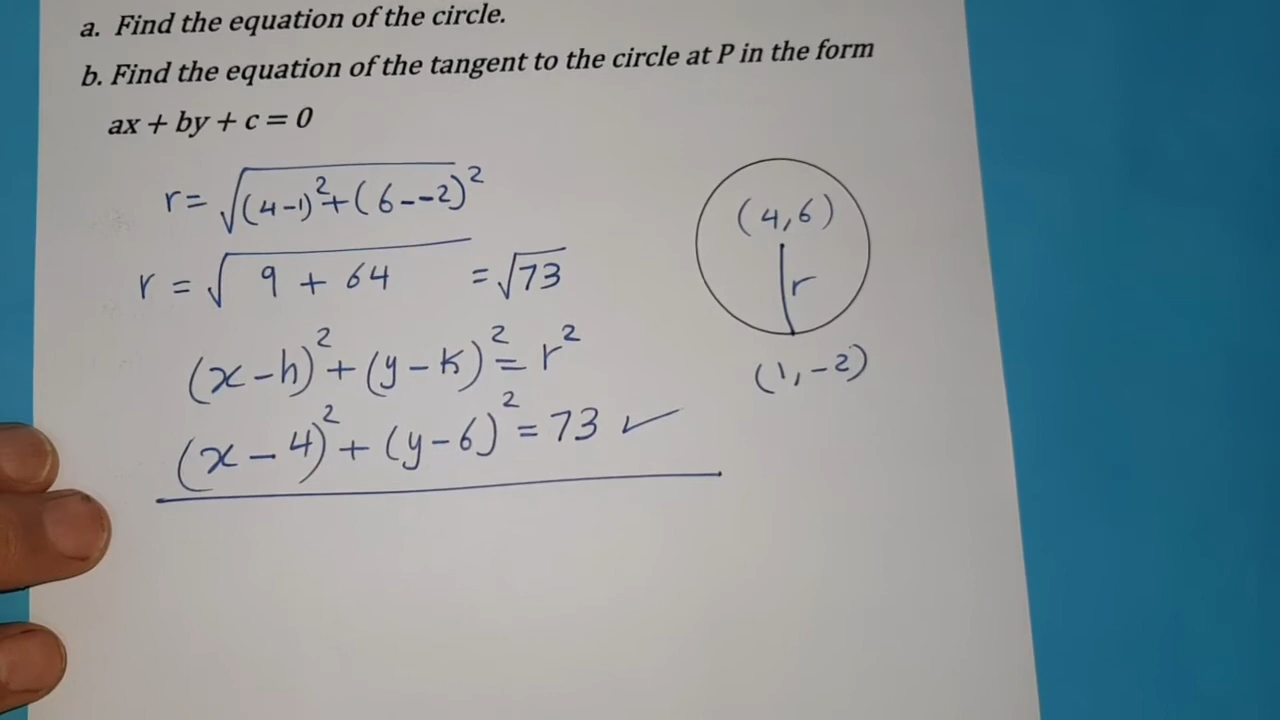 a. Find the equation of the circle.
b. Find the equation of the tangent to the circle at P in the form
ax + by + c = 0
r = √(4-1)²+(6--2)²
r = √9 + 64 = √73
(x-h)²+(y-k)²=r²
(x-4)²+(y-6)²=73 ✓
(4,6)
r
(1,-2)